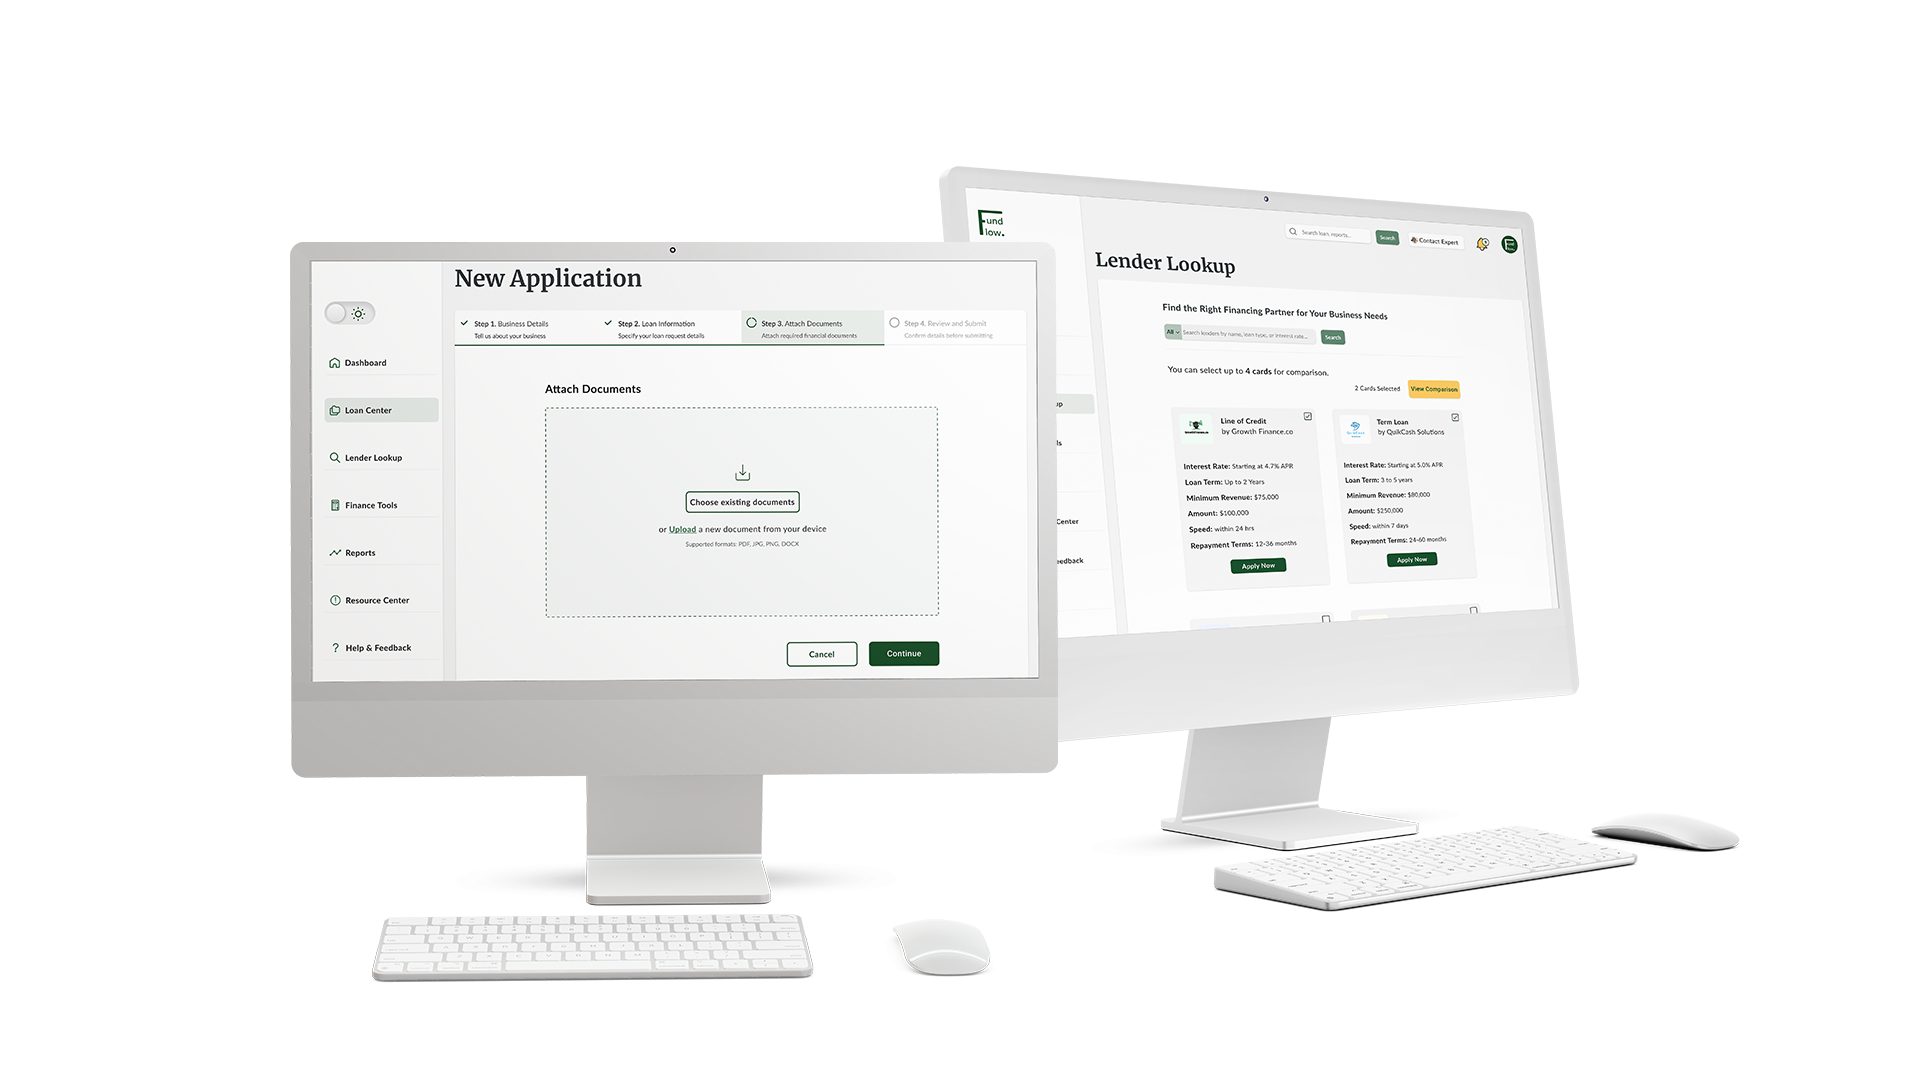 New Application
Step 1. Business Details
Tell us about your business
Step 2. Loan Information
Specify your loan request details
Step 3. Attach Documents
Attach required financial documents
Step 4. Review and Submit
Confirm details before submitting
Dashboard
Loan Center
Lender Lookup
Finance Tools
Reports
Resource Center
? Help & Feedback
Attach Documents
Choose existing documents
or Upload a new document from your device
Supported formats: PDF, JPG, PNG, DOCX
Cancel
Continue
Fund
Flow.
Search loan, reports...
Search
Contact Expert
Lender Lookup
Find the Right Financing Partner for Your Business Needs
All
Search lenders by name, loan type, or interest rate...
Search
You can select up to 4 cards for comparison.
2 Cards Selected
View Comparison
up
ls
Center
eedback
Line of Credit
by Growth Finance.co
Interest Rate: Starting at 4.7% APR
Loan Term: Up to 2 Years
Minimum Revenue: $75,000
Amount: $100,000
Speed: within 24 hrs
Repayment Terms: 12-36 months
Apply Now
Term Loan
by QuikCash Solutions
Interest Rate: Starting at 5.0% APR
Loan Term: 3 to 5 years
Minimum Revenue: $80,000
Amount: $250,000
Speed: within 7 days
Repayment Terms: 24-60 months
Apply Now